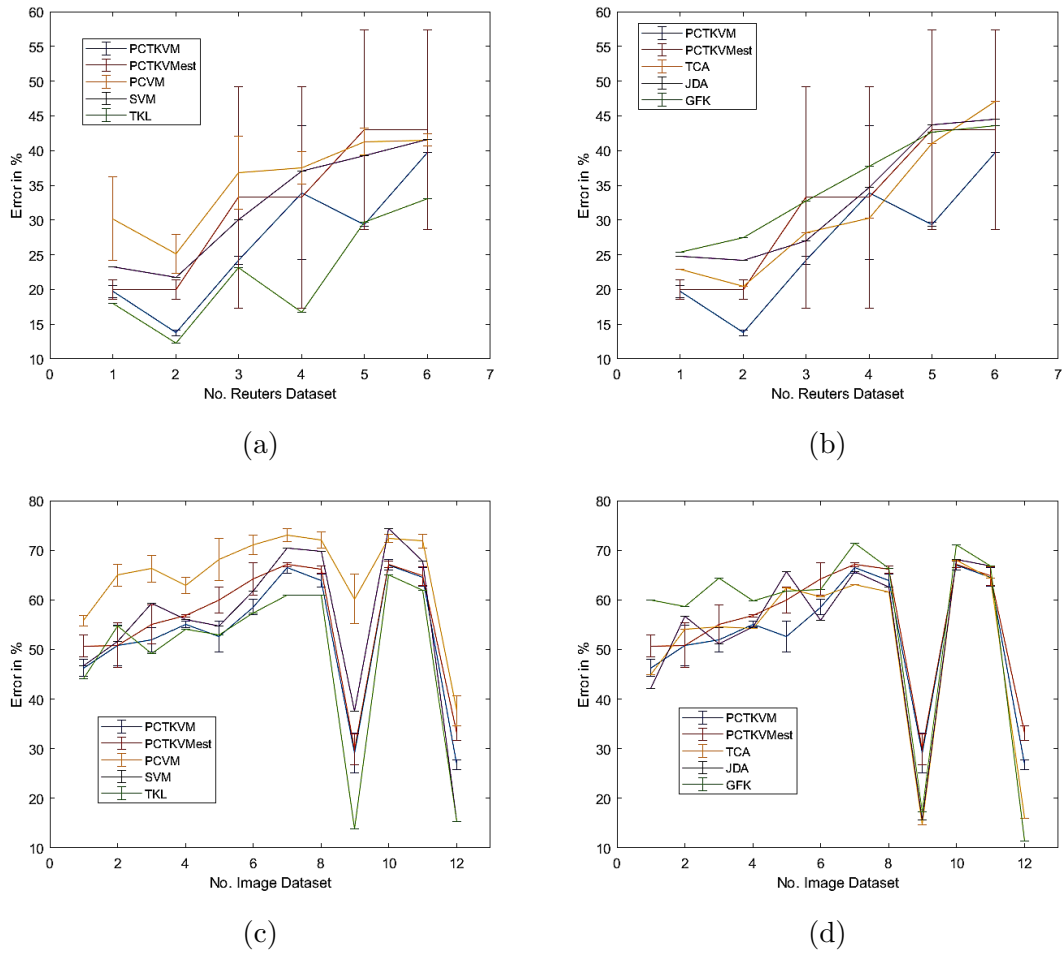 60
55
50
45
40
35
30
25
20
15
10
Error in %
PCTKVM
PCTKVMest
PCVM
SVM
TKL
0 1 2 3 4 5 6 7
No. Reuters Dataset
(a)
60
55
50
45
40
35
30
25
20
15
10
Error in %
PCTKVM
PCTKVMest
TCA
JDA
GFK
0 1 2 3 4 5 6 7
No. Reuters Dataset
(b)
80
70
60
50
40
30
20
10
Error in %
PCTKVM
PCTKVMest
PCVM
SVM
TKL
0 2 4 6 8 10 12
No. Image Dataset
(c)
80
70
60
50
40
30
20
10
Error in %
PCTKVM
PCTKVMest
TCA
JDA
GFK
0 2 4 6 8 10 12
No. Image Dataset
(d)